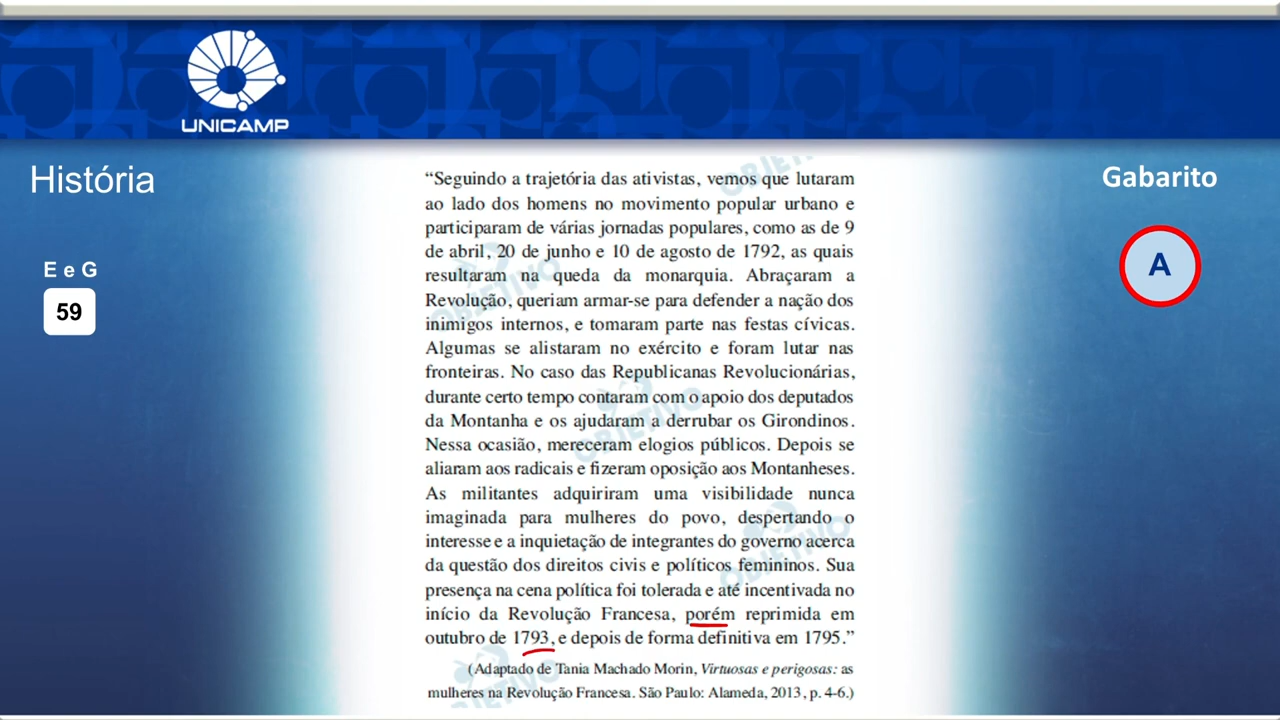 UNICAMP
História
Gabarito
E e G
59
A
“Seguindo a trajetória das ativistas, vemos que lutaram
ao lado dos homens no movimento popular urbano e
participaram de várias jornadas populares, como as de 9
de abril, 20 de junho e 10 de agosto de 1792, as quais
resultaram na queda da monarquia. Abraçaram a
Revolução, queriam armar-se para defender a nação dos
inimigos internos, e tomaram parte nas festas cívicas.
Algumas se alistaram no exército e foram lutar nas
fronteiras. No caso das Republicanas Revolucionárias,
durante certo tempo contaram com o apoio dos deputados
da Montanha e os ajudaram a derrubar os Girondinos.
Nessa ocasião, mereceram elogios públicos. Depois se
aliaram aos radicais e fizeram oposição aos Montanheses.
As militantes adquiriram uma visibilidade nunca
imaginada para mulheres do povo, despertando o
interesse e a inquietação de integrantes do governo acerca
da questão dos direitos civis e políticos femininos. Sua
presença na cena política foi tolerada e até incentivada no
início da Revolução Francesa, porém reprimida em
outubro de 1793, e depois de forma definitiva em 1795.”
(Adaptado de Tania Machado Morin, Virtuosas e perigosas: as
mulheres na Revolução Francesa. São Paulo: Alameda, 2013, p. 4-6.)
OBJETIVO
OBJETIVO
OBJETIVO
OBJETIVO
OBJETIVO